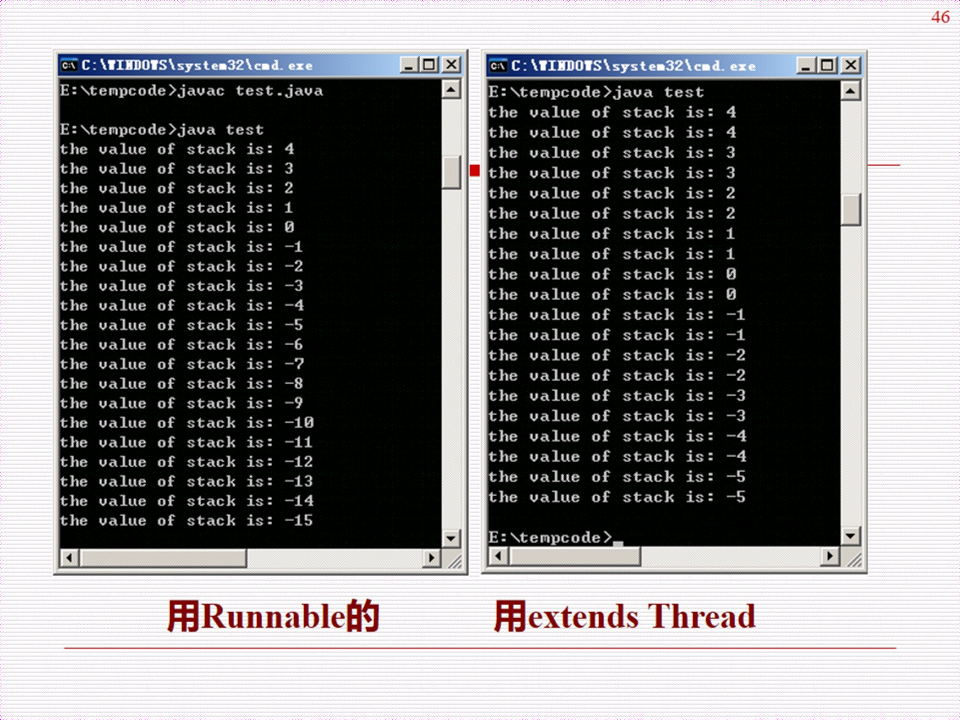 46
C:\WINDOWS\system32\cmd.exe
E:\tempcode>javac test.java
E:\tempcode>java test
the value of stack is: 4
the value of stack is: 3
the value of stack is: 2
the value of stack is: 1
the value of stack is: 0
the value of stack is: -1
the value of stack is: -2
the value of stack is: -3
the value of stack is: -4
the value of stack is: -5
the value of stack is: -6
the value of stack is: -7
the value of stack is: -8
the value of stack is: -9
the value of stack is: -10
the value of stack is: -11
the value of stack is: -12
the value of stack is: -13
the value of stack is: -14
the value of stack is: -15
用Runnable的
C:\WINDOWS\system32\cmd.exe
E:\tempcode>java test
the value of stack is: 4
the value of stack is: 4
the value of stack is: 3
the value of stack is: 3
the value of stack is: 2
the value of stack is: 2
the value of stack is: 1
the value of stack is: 1
the value of stack is: 0
the value of stack is: 0
the value of stack is: -1
the value of stack is: -1
the value of stack is: -2
the value of stack is: -2
the value of stack is: -3
the value of stack is: -3
the value of stack is: -4
the value of stack is: -4
the value of stack is: -5
the value of stack is: -5
E:\tempcode>_
用extends Thread